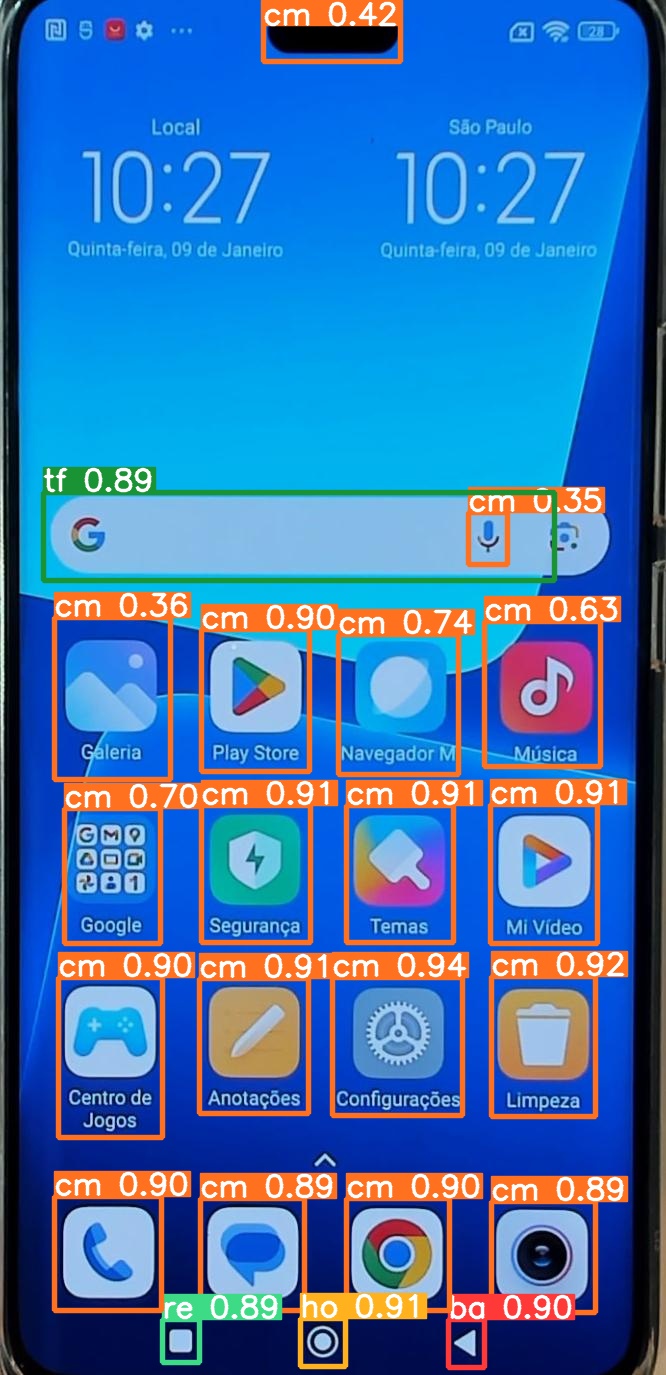 cm 0.42
28
Local
São Paulo
10:27
10:27
Quinta-feira, 09 de Janeiro
Quinta-feira, 09 de Janeiro
tf 0.89
cm 0.35
G
cm 0.36
cm 0.90
cm 0.74
cm 0.63
Galeria
Play Store
Navegador M
Música
cm 0.70
cm 0.91
cm 0.91
cm 0.91
G M
1
Google
Segurança
Temas
Mi Vídeo
cm 0.90
cm 0.91
cm 0.94
cm 0.92
Centro de
Jogos
Anotações
Configurações
Limpeza
cm 0.90
cm 0.89
cm 0.90
cm 0.89
re 0.89
ho 0.91
ba 0.90